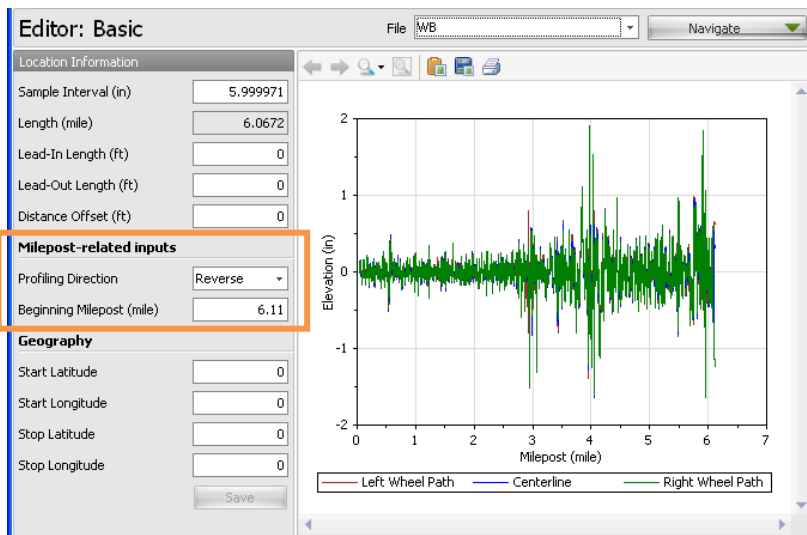 Editor: Basic
File WB Navigate
Location Information
Sample Interval (in) 5.999971
Length (mile) 6.0672
Lead-In Length (ft) 0
Lead-Out Length (ft) 0
Distance Offset (ft) 0
Milepost-related inputs
Profiling Direction Reverse
Beginning Milepost (mile) 6.11
Geography
Start Latitude 0
Start Longitude 0
Stop Latitude 0
Stop Longitude 0
Save
2
1
0
-1
-2
Elevation (in)
0 1 2 3 4 5 6 7
Milepost (mile)
Left Wheel Path Centerline Right Wheel Path